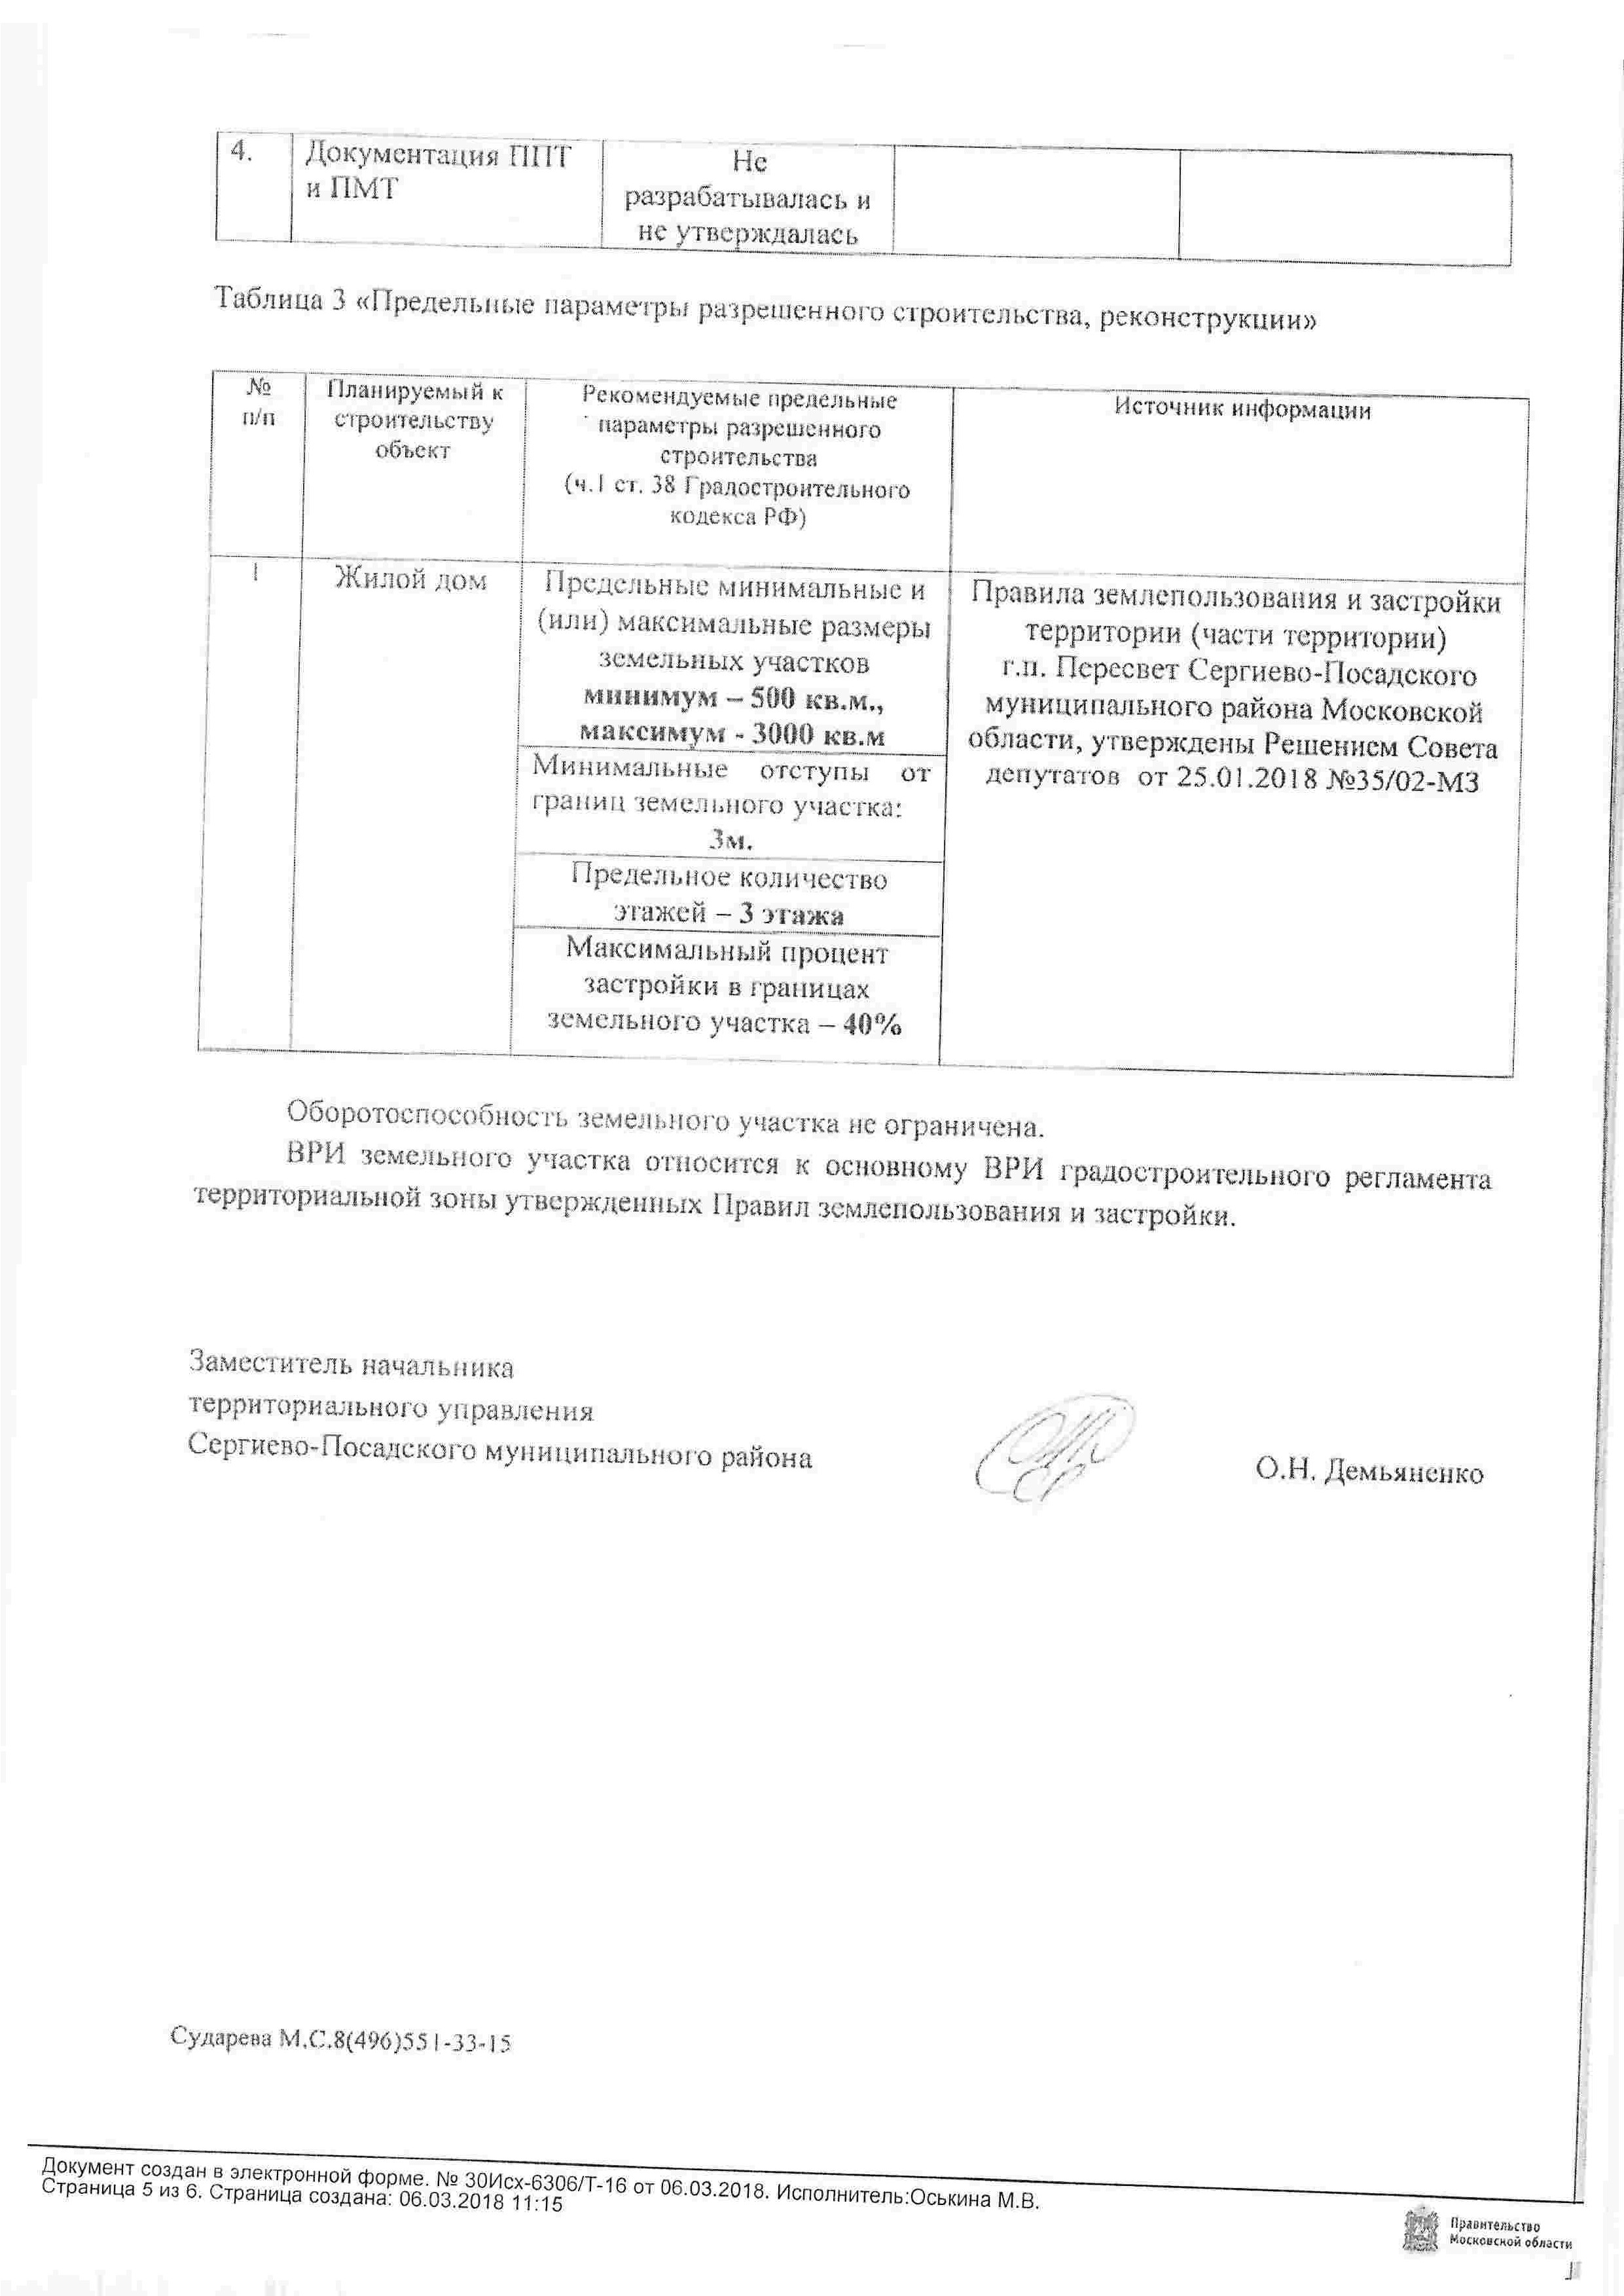 4.
Документация ППТ
и ПМТ
Не
разрабатывалась и
не утверждалась
Таблица 3 «Предельные параметры разрешенного строительства, реконструкции»
№
п/п
Планируемый к
строительству
объект
Рекомендуемые предельные
параметры разрешенного
строительства
(ч.1 ст. 38 Градостроительного
кодекса РФ)
Источник информации
1
Жилой дом
Предельные минимальные и
(или) максимальные размеры
земельных участков
минимум – 500 кв.м.,
максимум - 3000 кв.м
Минимальные отступы от
границ земельного участка:
3м.
Предельное количество
этажей – 3 этажа
Максимальный процент
застройки в границах
земельного участка – 40%
Правила землепользования и застройки
территории (части территории)
г.п. Пересвет Сергиево-Посадского
муниципального района Московской
области, утверждены Решением Совета
депутатов от 25.01.2018 №35/02-МЗ
Оборотоспособность земельного участка не ограничена.
ВРИ земельного участка относится к основному ВРИ градостроительного регламента
территориальной зоны утвержденных Правил землепользования и застройки.
Заместитель начальника
территориального управления
Сергиево-Посадского муниципального района
О.Н. Демьяненко
Сударева М.С.8(496)551-33-15
Документ создан в электронной форме. № 30Исх-6306/Т-16 от 06.03.2018. Исполнитель:Оськина М.В.
Страница 5 из 6. Страница создана: 06.03.2018 11:15
Правительство
Московской области